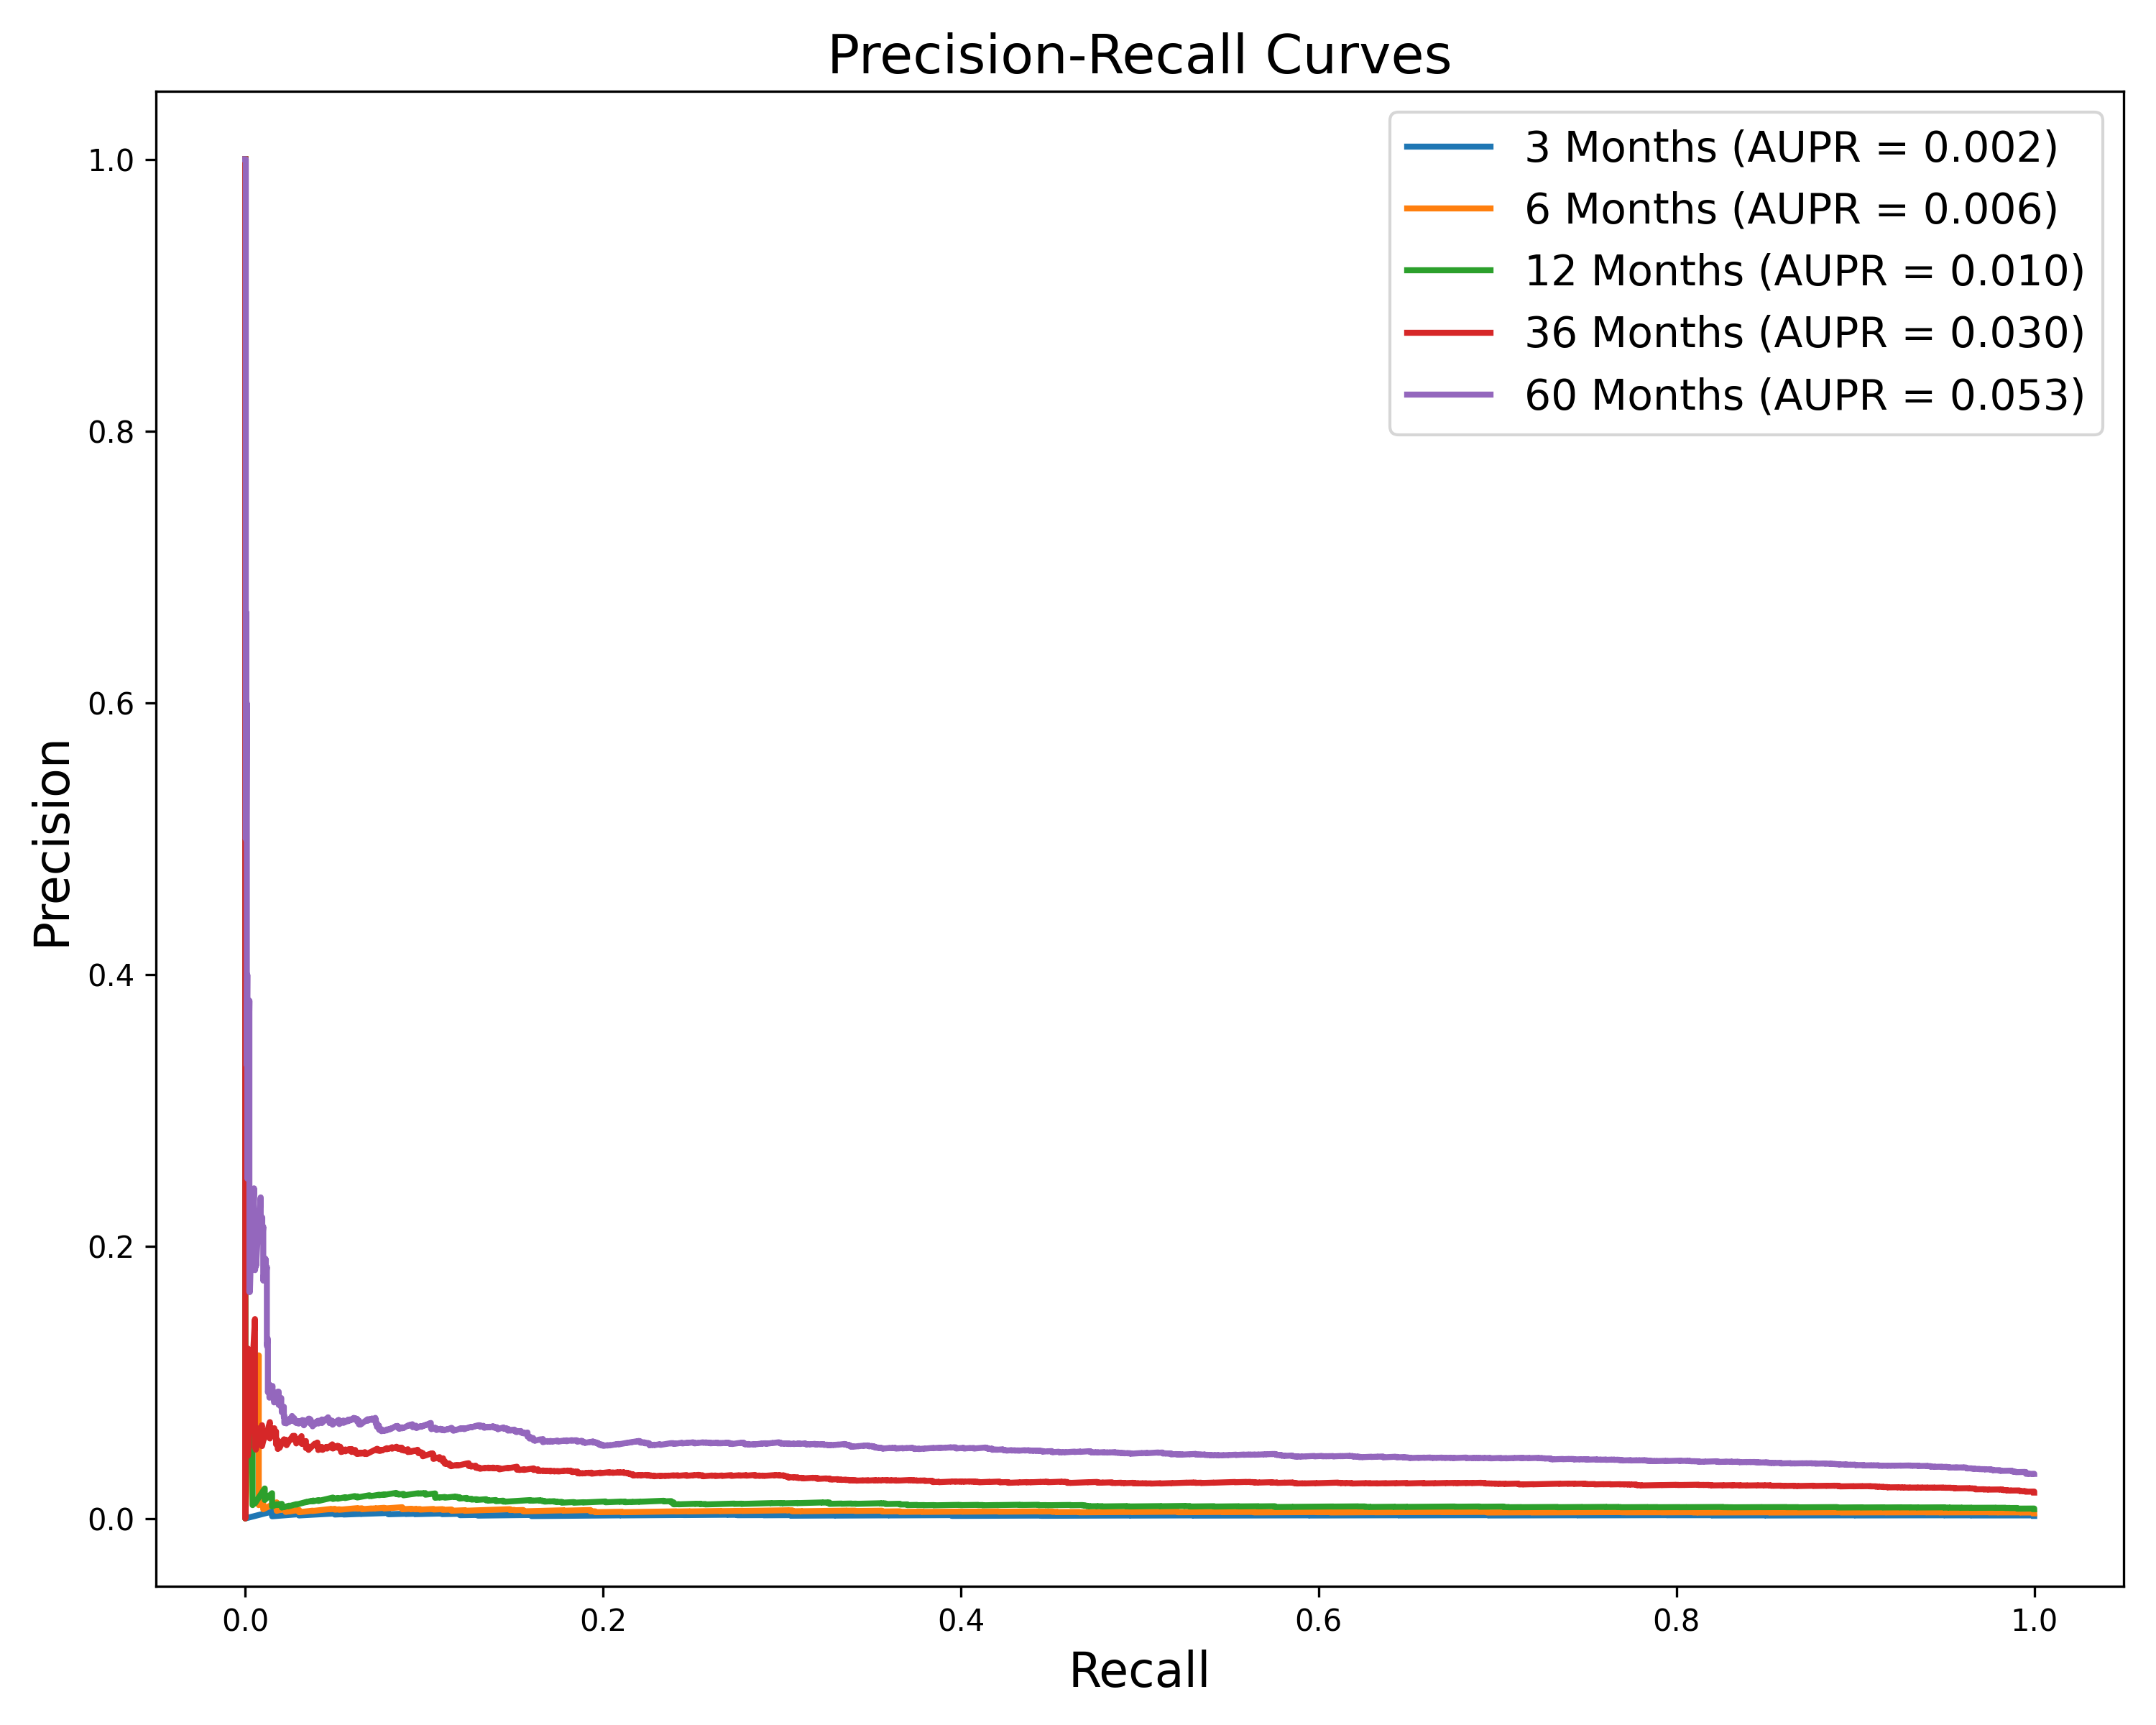 Precision-Recall Curves
3 Months (AUPR = 0.002)
6 Months (AUPR = 0.006)
12 Months (AUPR = 0.010)
36 Months (AUPR = 0.030)
60 Months (AUPR = 0.053)
Precision
1.0
0.8
0.6
0.4
0.2
0.0
0.0 0.2 0.4 0.6 0.8 1.0
Recall